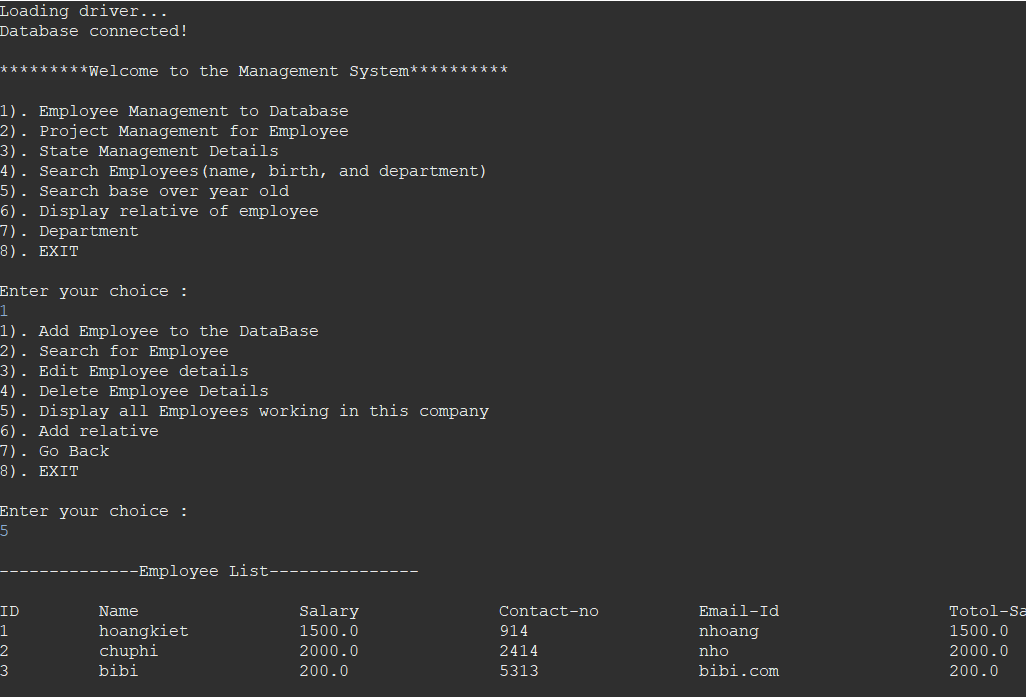 Loading driver...
Database connected!
*********Welcome to the Management System**********
1). Employee Management to Database
2). Project Management for Employee
3). State Management Details
4). Search Employees(name, birth, and department)
5). Search base over year old
6). Display relative of employee
7). Department
8). EXIT
Enter your choice :
1
1). Add Employee to the DataBase
2). Search for Employee
3). Edit Employee details
4). Delete Employee Details
5). Display all Employees working in this company
6). Add relative
7). Go Back
8). EXIT
Enter your choice :
5
--------------Employee List---------------
ID Name Salary Contact-no Email-Id Totol-Sa
1 hoangkiet 1500.0 914 nhoang 1500.0
2 chuphi 2000.0 2414 nho 2000.0
3 bibi 200.0 5313 bibi.com 200.0